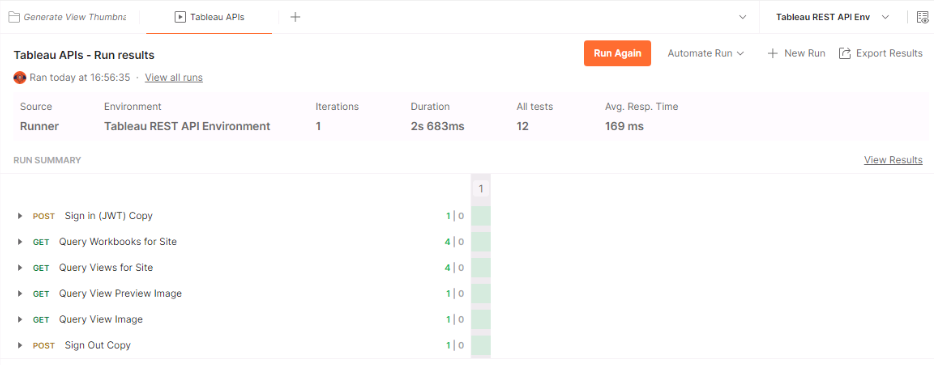 Generate View Thumbna
Tableau APIs
Tableau REST API Env
Tableau APIs - Run results
Run Again
Automate Run
New Run
Export Results
Ran today at 16:56:35 · View all runs
Source Environment Iterations Duration All tests Avg. Resp. Time
Runner Tableau REST API Environment 1 2s 683ms 12 169 ms
RUN SUMMARY View Results
1
POST Sign in (JWT) Copy 1 | 0
GET Query Workbooks for Site 4 | 0
GET Query Views for Site 4 | 0
GET Query View Preview Image 1 | 0
GET Query View Image 1 | 0
POST Sign Out Copy 1 | 0